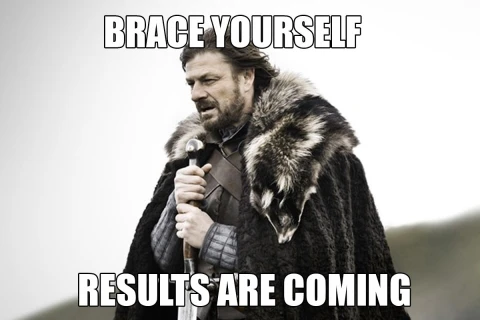 BRACE YOURSELF
RESULTS ARE COMING